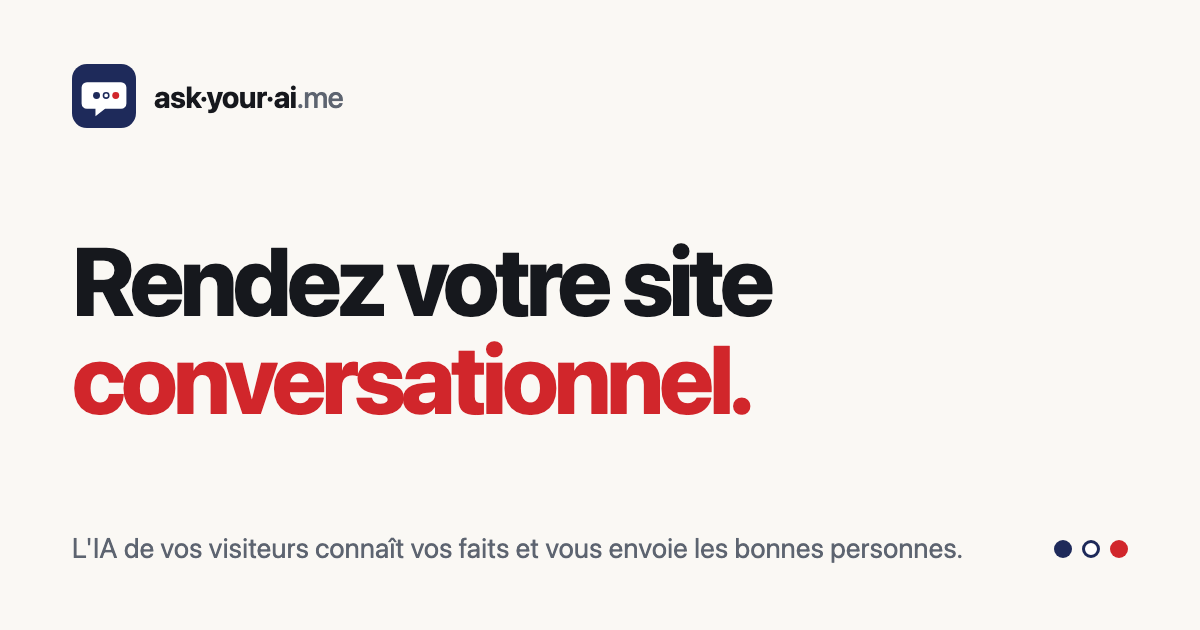 ask·your·ai.me
Rendez votre site
conversationnel.
L'IA de vos visiteurs connaît vos faits et vous envoie les bonnes personnes.